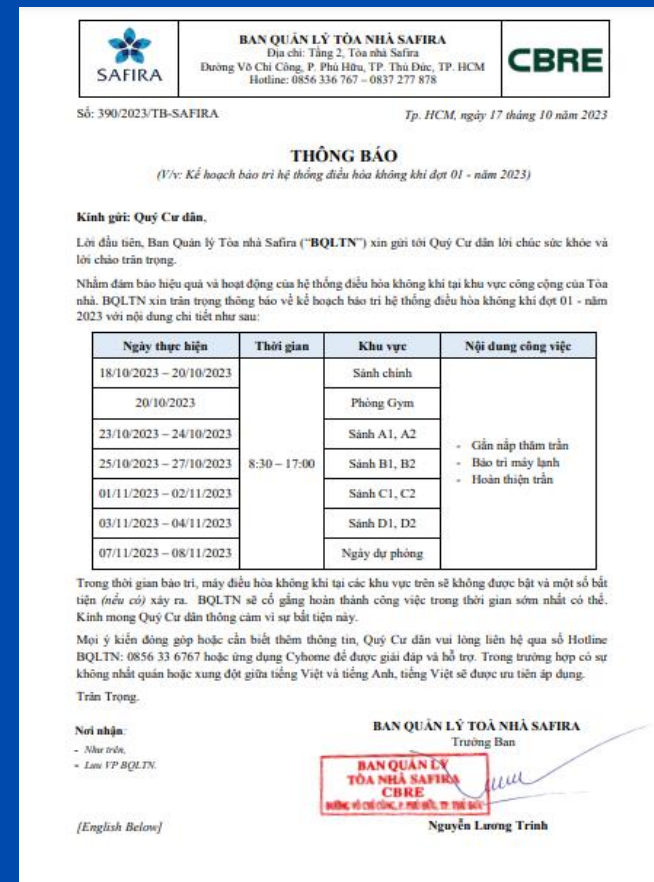 SAFIRA
BAN QUẢN LÝ TÒA NHÀ SAFIRA
Địa chỉ: Tầng 2, Tòa nhà Safira
Đường Võ Chí Công, P. Phú Hữu, TP. Thủ Đức, TP. HCM
Hotline: 0856 336 767 – 0837 277 878
CBRE
Số: 390/2023/TB-SAFIRA
Tp. HCM, ngày 17 tháng 10 năm 2023
THÔNG BÁO
(V/v: Kế hoạch bảo trì hệ thống điều hòa không khí đợt 01 - năm 2023)
Kính gửi: Quý Cư dân,
Lời đầu tiên, Ban Quản lý Tòa nhà Safira (“BQLTN”) xin gửi tới Quý Cư dân lời chúc sức khỏe và
lời chào trân trọng.
Nhằm đảm bảo hiệu quả và hoạt động của hệ thống điều hòa không khí tại khu vực công cộng của Tòa
nhà. BQLTN xin trân trọng thông báo về kế hoạch bảo trì hệ thống điều hòa không khí đợt 01 - năm
2023 với nội dung chi tiết như sau:
Ngày thực hiện Thời gian Khu vực Nội dung công việc
18/10/2023 – 20/10/2023 Sảnh chính
20/10/2023 Phòng Gym
23/10/2023 – 24/10/2023 Sảnh A1, A2
- Gắn nắp thăm trần
25/10/2023 – 27/10/2023 8:30 – 17:00 Sảnh B1, B2
- Bảo trì máy lạnh
- Hoàn thiện trần
01/11/2023 – 02/11/2023 Sảnh C1, C2
03/11/2023 – 04/11/2023 Sảnh D1, D2
07/11/2023 – 08/11/2023 Ngày dự phòng
Trong thời gian bảo trì, máy điều hòa không khí tại các khu vực trên sẽ không được bật và một số bất
tiện (nếu có) xảy ra. BQLTN sẽ cố gắng hoàn thành công việc trong thời gian sớm nhất có thể.
Kính mong Quý Cư dân thông cảm vì sự bất tiện này.
Mọi ý kiến đóng góp hoặc cần biết thêm thông tin, Quý Cư dân vui lòng liên hệ qua số Hotline
BQLTN: 0856 33 6767 hoặc ứng dụng Cyhome để được giải đáp và hỗ trợ. Trong trường hợp có sự
không nhất quán hoặc xung đột giữa tiếng Việt và tiếng Anh, tiếng Việt sẽ được ưu tiên áp dụng.
Trân Trọng.
Nơi nhận:
- Như trên,
- Lưu VP BQLTN.
BAN QUẢN LÝ TOÀ NHÀ SAFIRA
Trưởng Ban
BAN QUẢN LÝ
TÒA NHÀ SAFIRA
CBRE
ĐƯỜNG VÕ CHÍ CÔNG, P. PHÚ HỮU, TP. THỦ ĐỨC
[English Below]
Nguyễn Lương Trinh